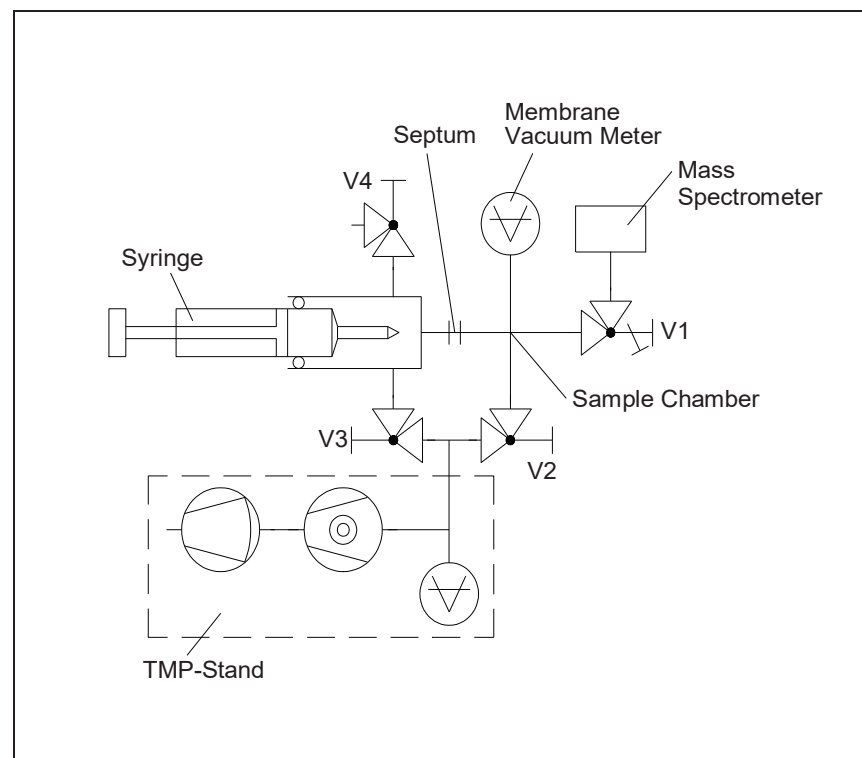 Membrane
Vacuum Meter
Septum
Mass
Spectrometer
V4
Syringe
V1
Sample Chamber
V3
V2
TMP-Stand